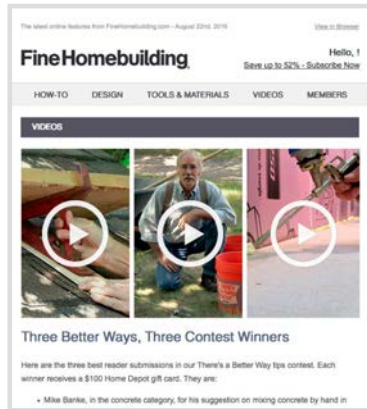 The latest online features from FineHomebuilding.com - August 22nd, 2016
View in Browser
FineHomebuilding
Hello, !
Save up to 52% - Subscribe Now
HOW-TO DESIGN TOOLS & MATERIALS VIDEOS MEMBERS
VIDEOS
Three Better Ways, Three Contest Winners
Here are the three best reader submissions in our There's a Better Way tips contest. Each
winner receives a $100 Home Depot gift card. They are:
• Mike Banke, in the concrete category, for his suggestion on mixing concrete by hand in